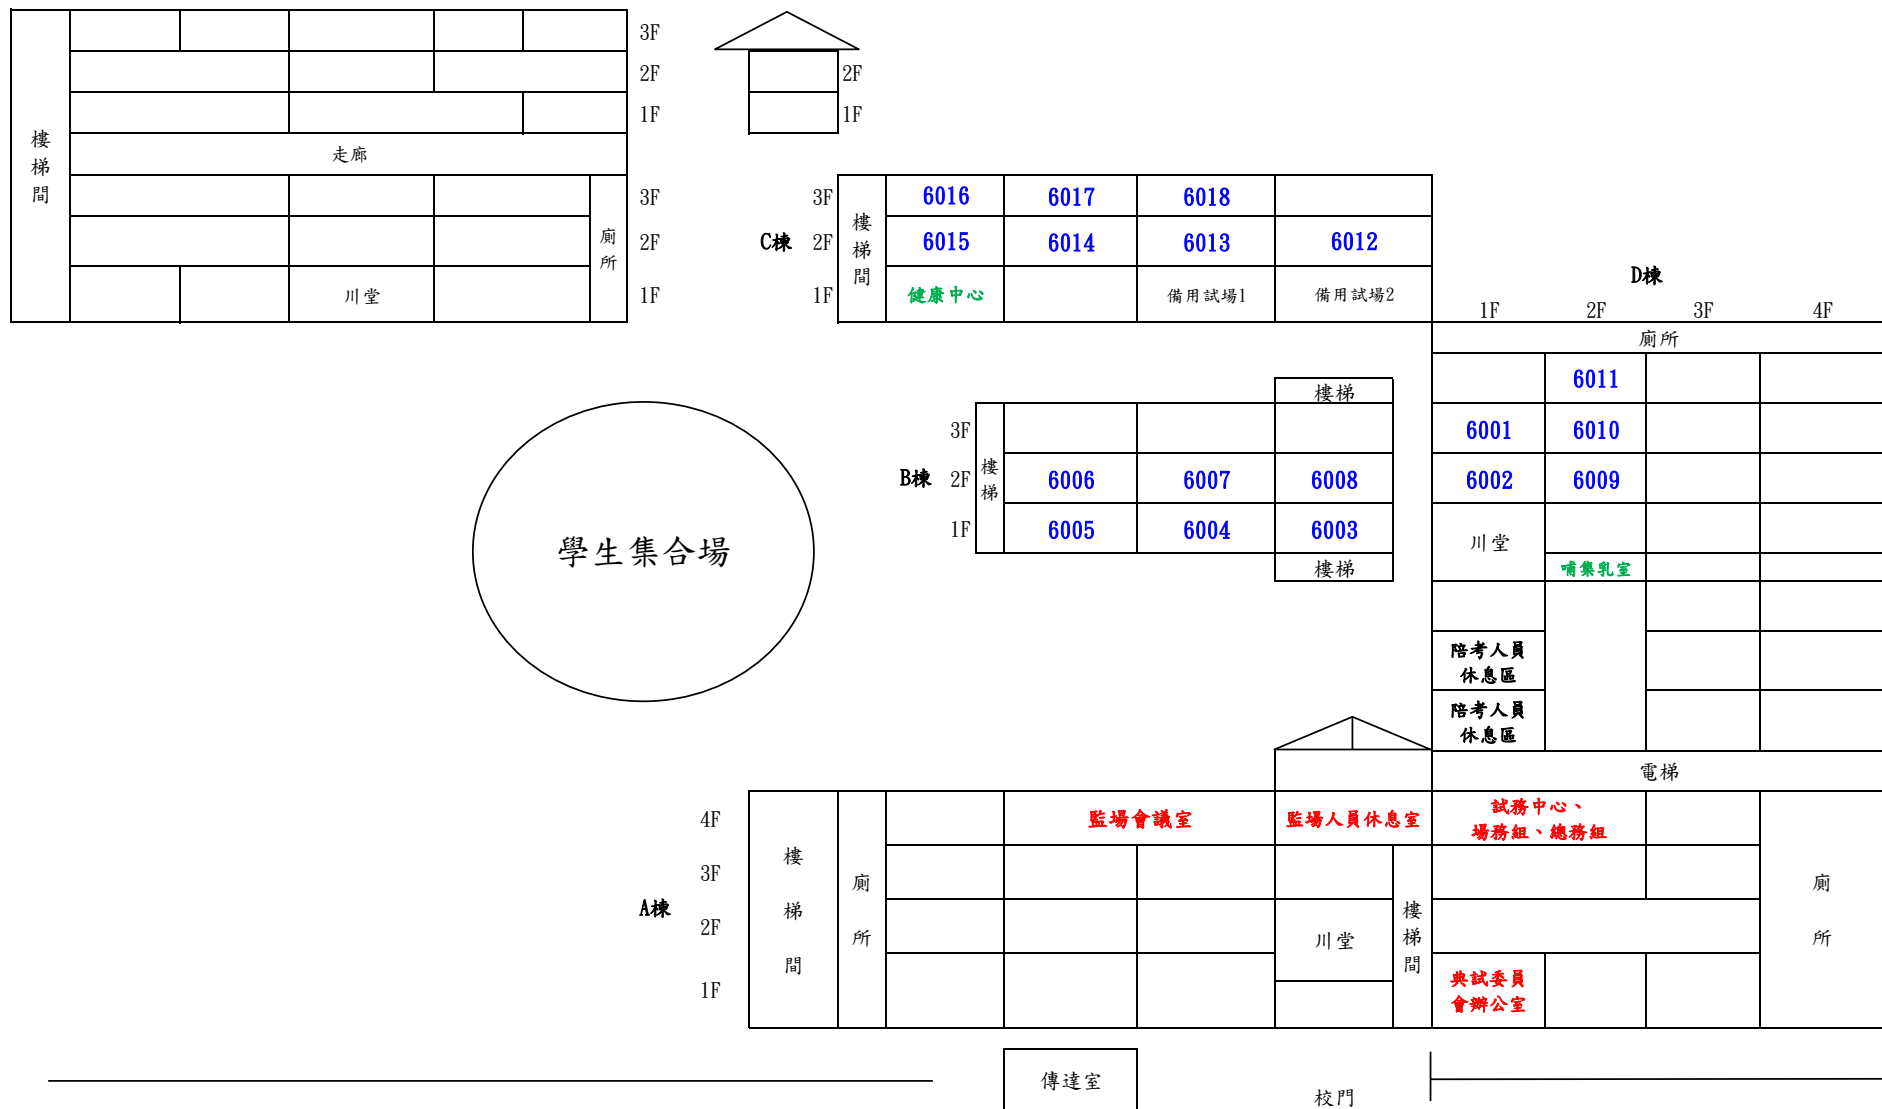 3F
2F
1F
樓梯間
走廊
3F
2F
1F
廁所
川堂
2F
1F
C棟
3F
2F
1F
樓梯間
6016
6017
6018
6015
6014
6013
6012
健康中心
備用試場1
備用試場2
D棟
1F
2F
3F
4F
廁所
6011
6001
6010
6002
6009
川堂
哺集乳室
陪考人員
休息區
陪考人員
休息區
電梯
學生集合場
B棟
3F
2F
1F
樓梯
樓梯
6006
6007
6008
6005
6004
6003
樓梯
A棟
4F
3F
2F
1F
樓梯間
廁所
監場會議室
監場人員休息室
試務中心、
場務組、總務組
川堂
樓梯間
典試委員
會辦公室
廁所
傳達室
校門